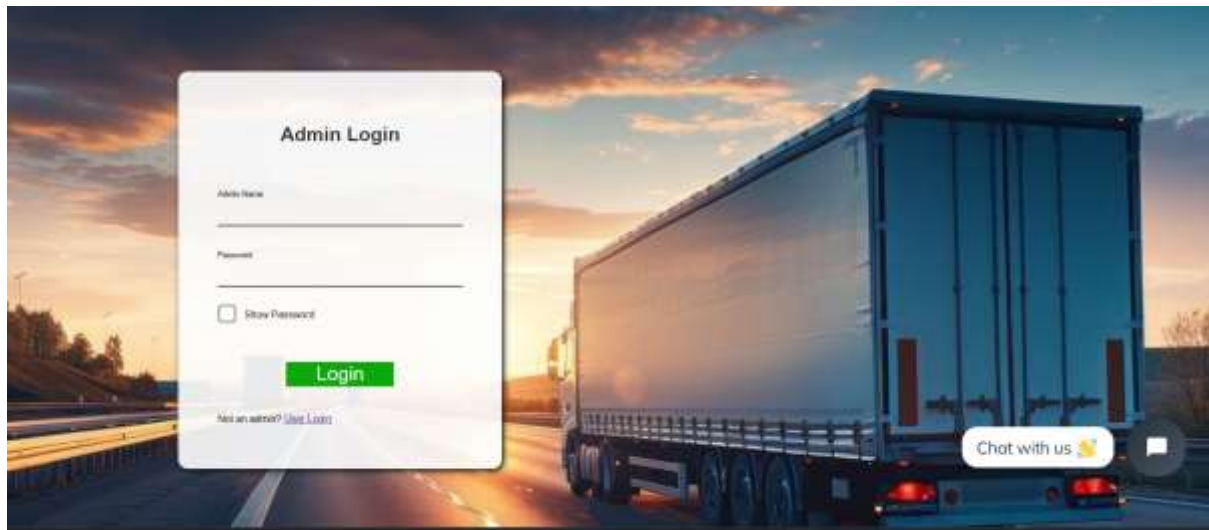 Admin Login
Admin Name
Password
Show Password
Login
Not an admin? User Login
Chat with us 👋